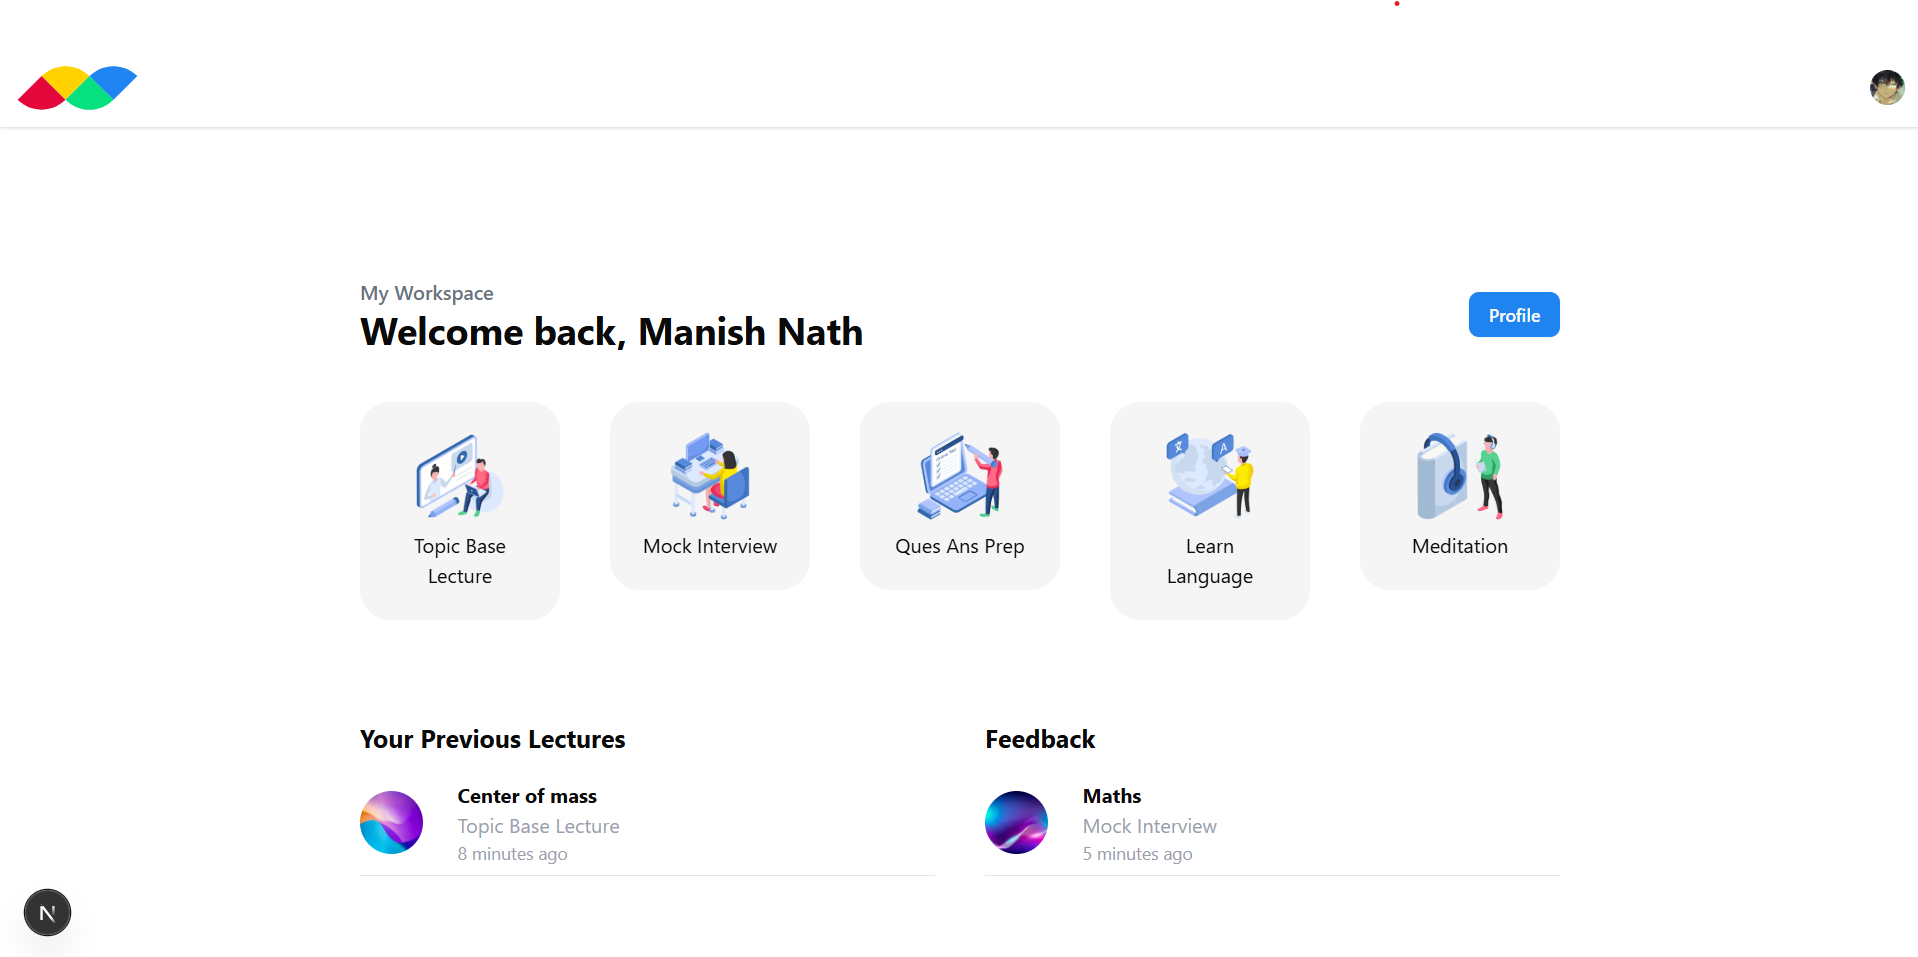 My Workspace
Welcome back, Manish Nath
Profile
Topic Base
Lecture
Mock Interview
Ques Ans Prep
Learn
Language
Meditation
Your Previous Lectures
Center of mass
Topic Base Lecture
8 minutes ago
Feedback
Maths
Mock Interview
5 minutes ago
N